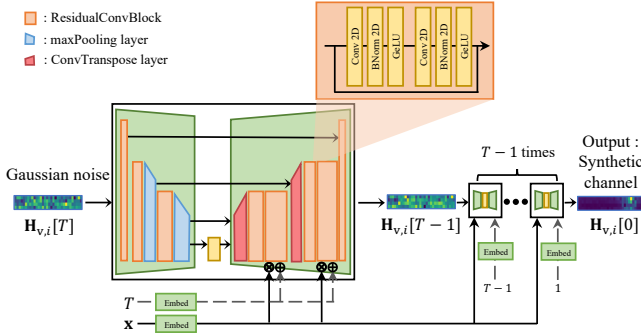 : ResidualConvBlock
: maxPooling layer
: ConvTranspose layer
Conv 2D
BNorm 2D
GeLU
Conv 2D
BNorm 2D
GeLU
Gaussian noise
H_{v,i}[T]
H_{v,i}[T−1]
T − 1 times
Output :
Synthetic
channel
H_{v,i}[0]
Embed
Embed
T−1
1
T
Embed
x
Embed